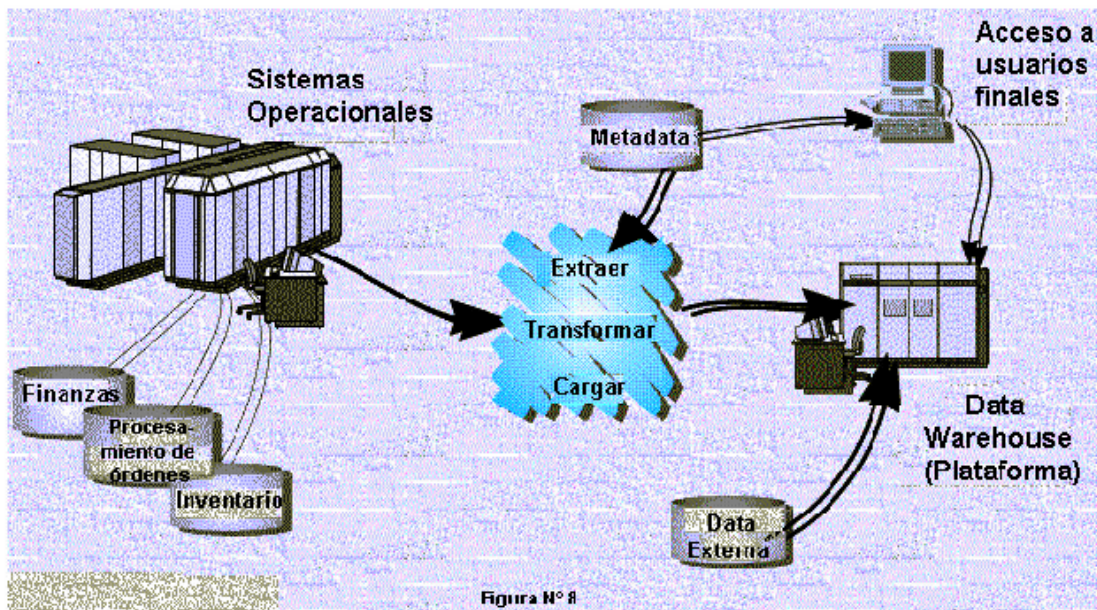 Sistemas
Operacionales
Acceso a
usuarios
finales
Metadata
Extraer
Transformar
Cargar
Finanzas
Procesa-
miento de
órdenes
Inventario
Data
Warehouse
(Plataforma)
Data
Externa
Figura Nº 8